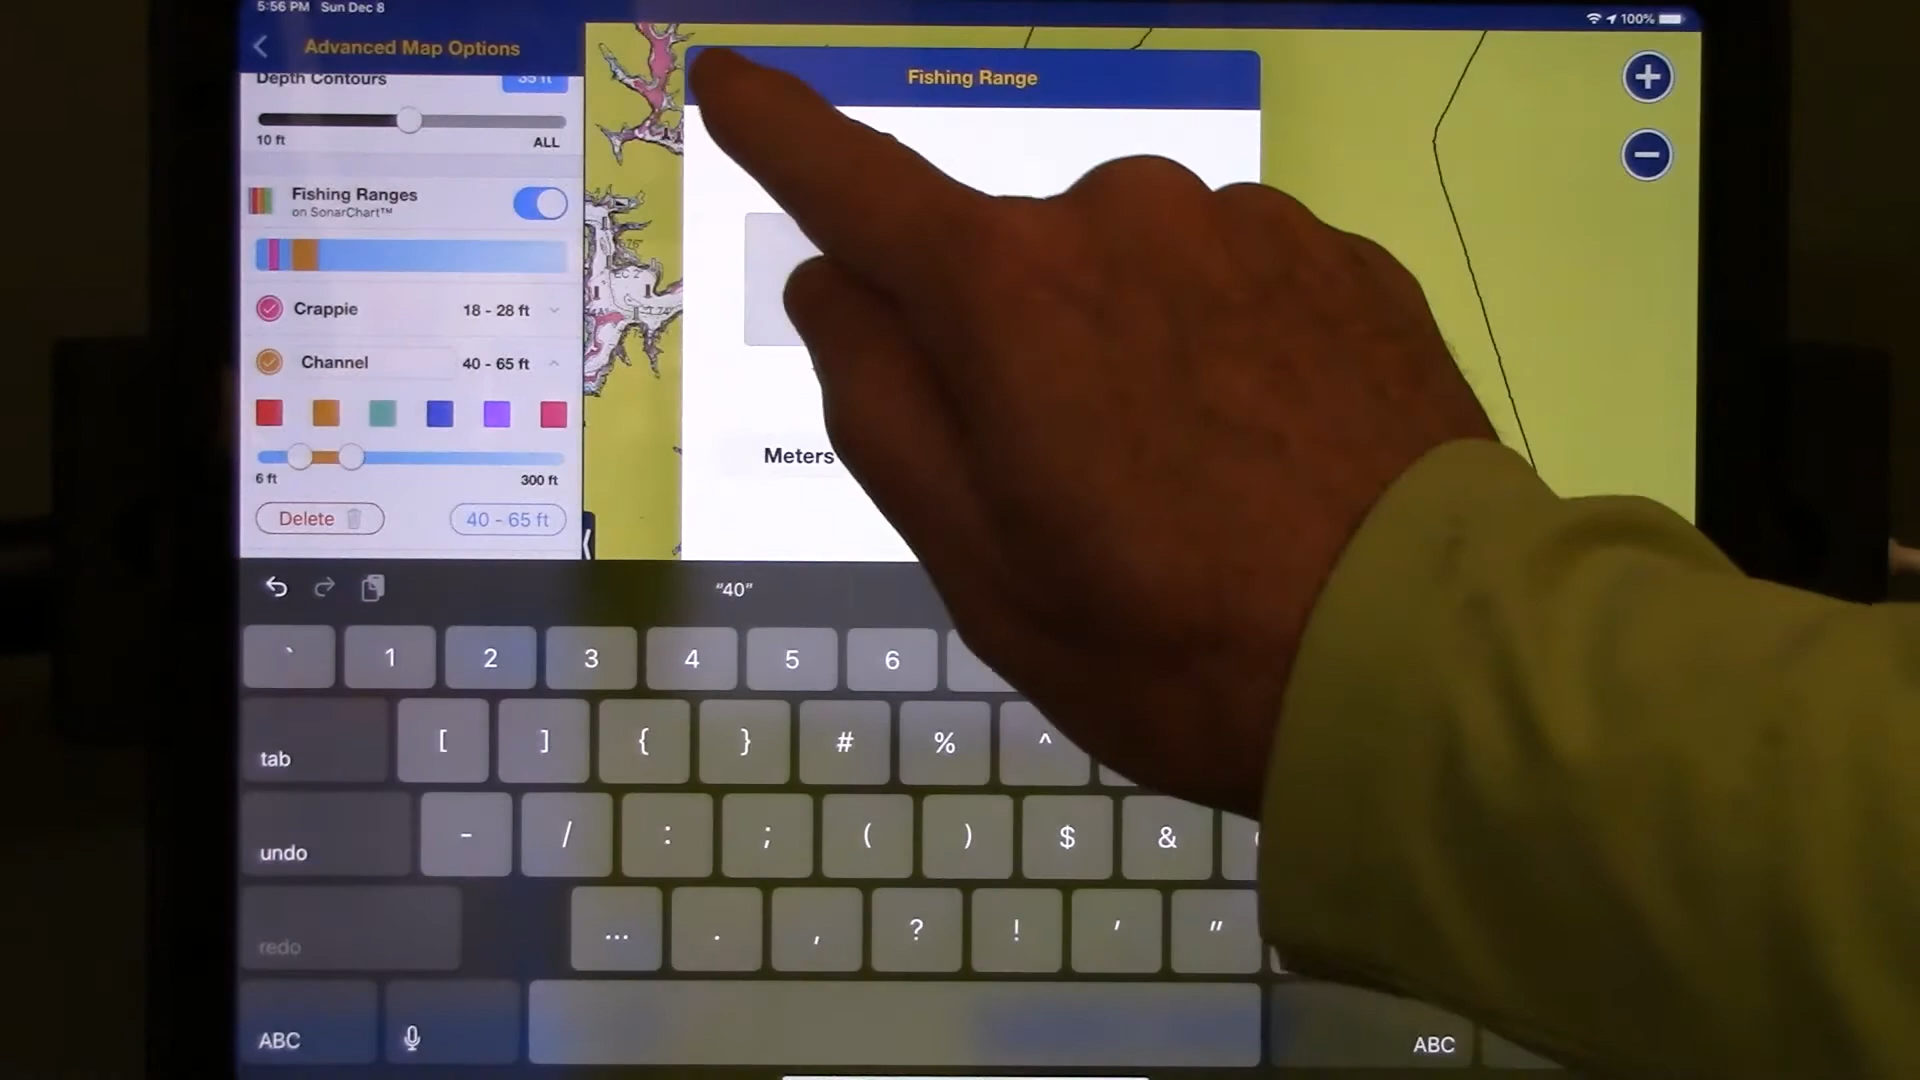 5:56 PM Sun Dec 8
100%
Advanced Map Options
Depth Contours 35 ft
10 ft ALL
Fishing Ranges
on SonarChart™
Crappie 18 - 28 ft
Channel 40 - 65 ft
6 ft 300 ft
Delete 40 - 65 ft
Fishing Range
Meters
"40"
` 1 2 3 4 5 6
tab [ ] { } # % ^
undo - / : ; ( ) $ &
redo ... . , ? ! ' "
ABC ABC